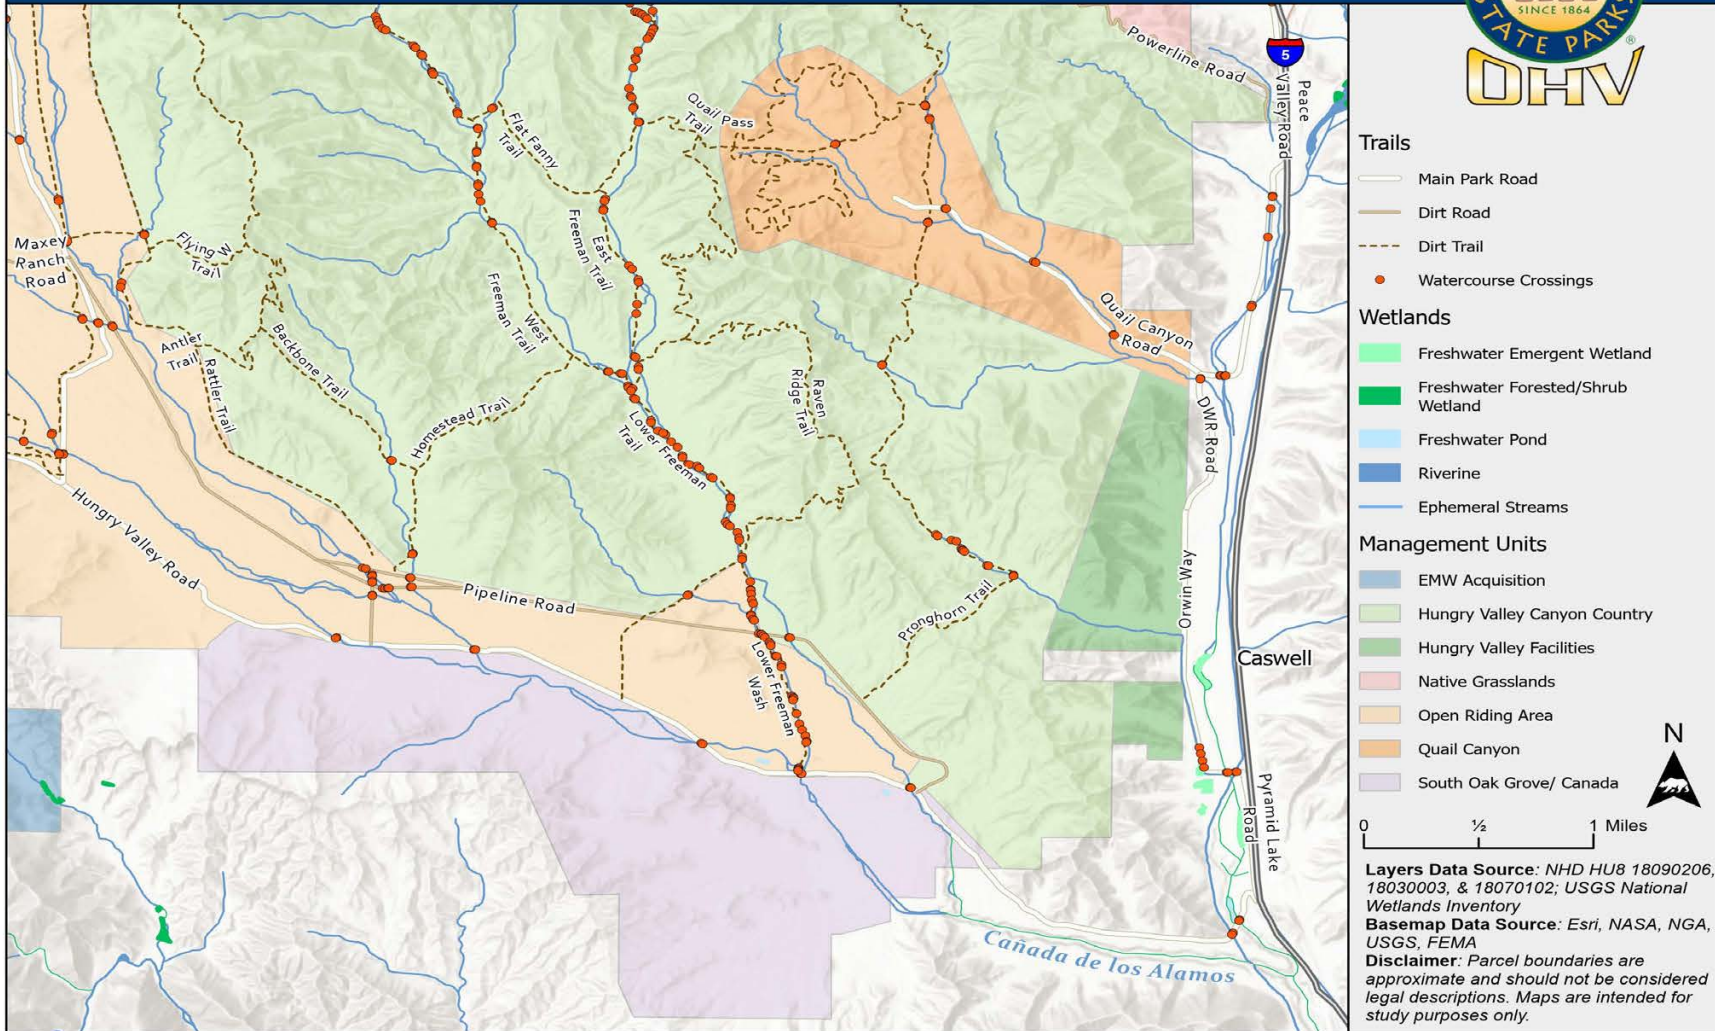 SINCE 1864
STATE PARKS
®
OHV
5
Powerline Road
Peace
Valley Road
Quail Pass
Trail
Flat Fanny
Trail
Maxey
Ranch
Road
Flying W
Trail
East
Freeman Trail
West
Freeman Trail
Quail Canyon
Road
Antler
Trail
Rattler Trail
Backbone Trail
Homestead Trail
Raven
Ridge Trail
Lower Freeman
Trail
DWR Road
Hungry Valley Road
Pipeline Road
Pronghorn Trail
Orwin Way
Caswell
Lower Freeman
Wash
Pyramid Lake
Road
Cañada de los Alamos
Trails
Main Park Road
Dirt Road
Dirt Trail
Watercourse Crossings
Wetlands
Freshwater Emergent Wetland
Freshwater Forested/Shrub
Wetland
Freshwater Pond
Riverine
Ephemeral Streams
Management Units
EMW Acquisition
Hungry Valley Canyon Country
Hungry Valley Facilities
Native Grasslands
Open Riding Area
Quail Canyon
South Oak Grove/ Canada
N
0 ½ 1 Miles
Layers Data Source: NHD HU8 18090206,
18030003, & 18070102; USGS National
Wetlands Inventory
Basemap Data Source: Esri, NASA, NGA,
USGS, FEMA
Disclaimer: Parcel boundaries are
approximate and should not be considered
legal descriptions. Maps are intended for
study purposes only.